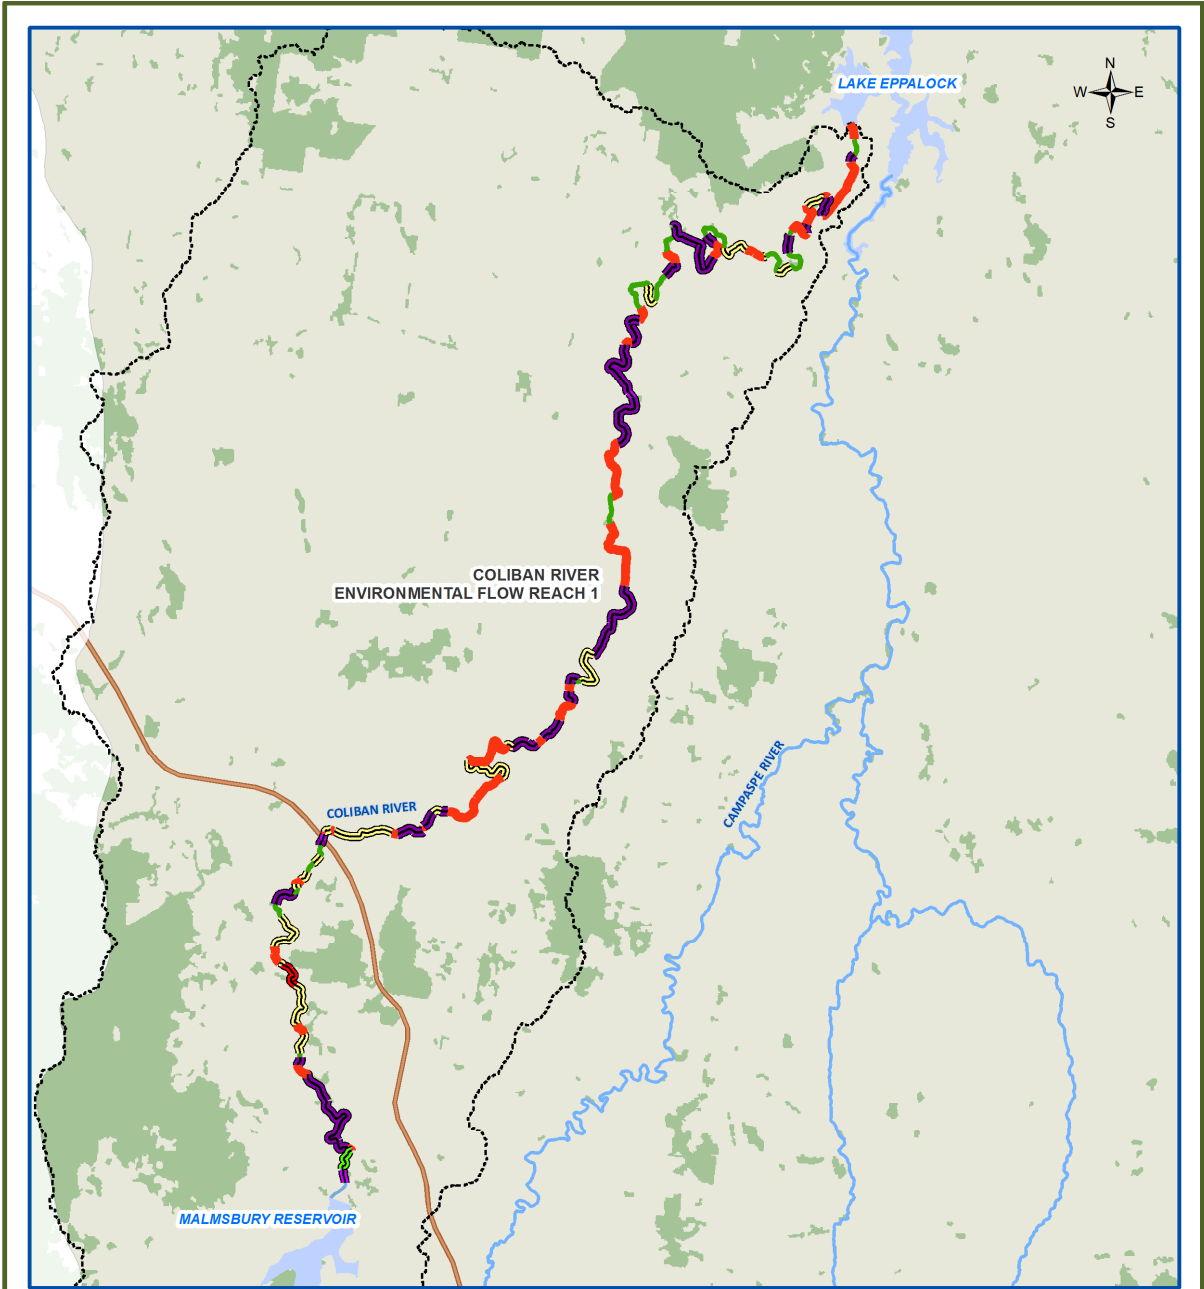 N
LAKE EPPALOCK
W E
S
COLIBAN RIVER
ENVIRONMENTAL FLOW REACH 1
CAMPASPE RIVER
COLIBAN RIVER
MALMSBURY RESERVOIR